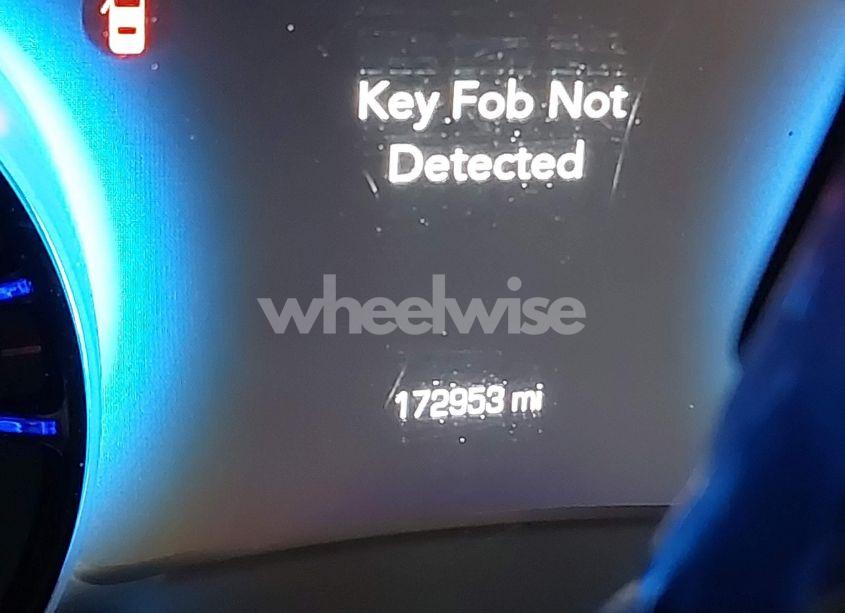 Key Fob Not
Detected
wheelwise
172953 mi